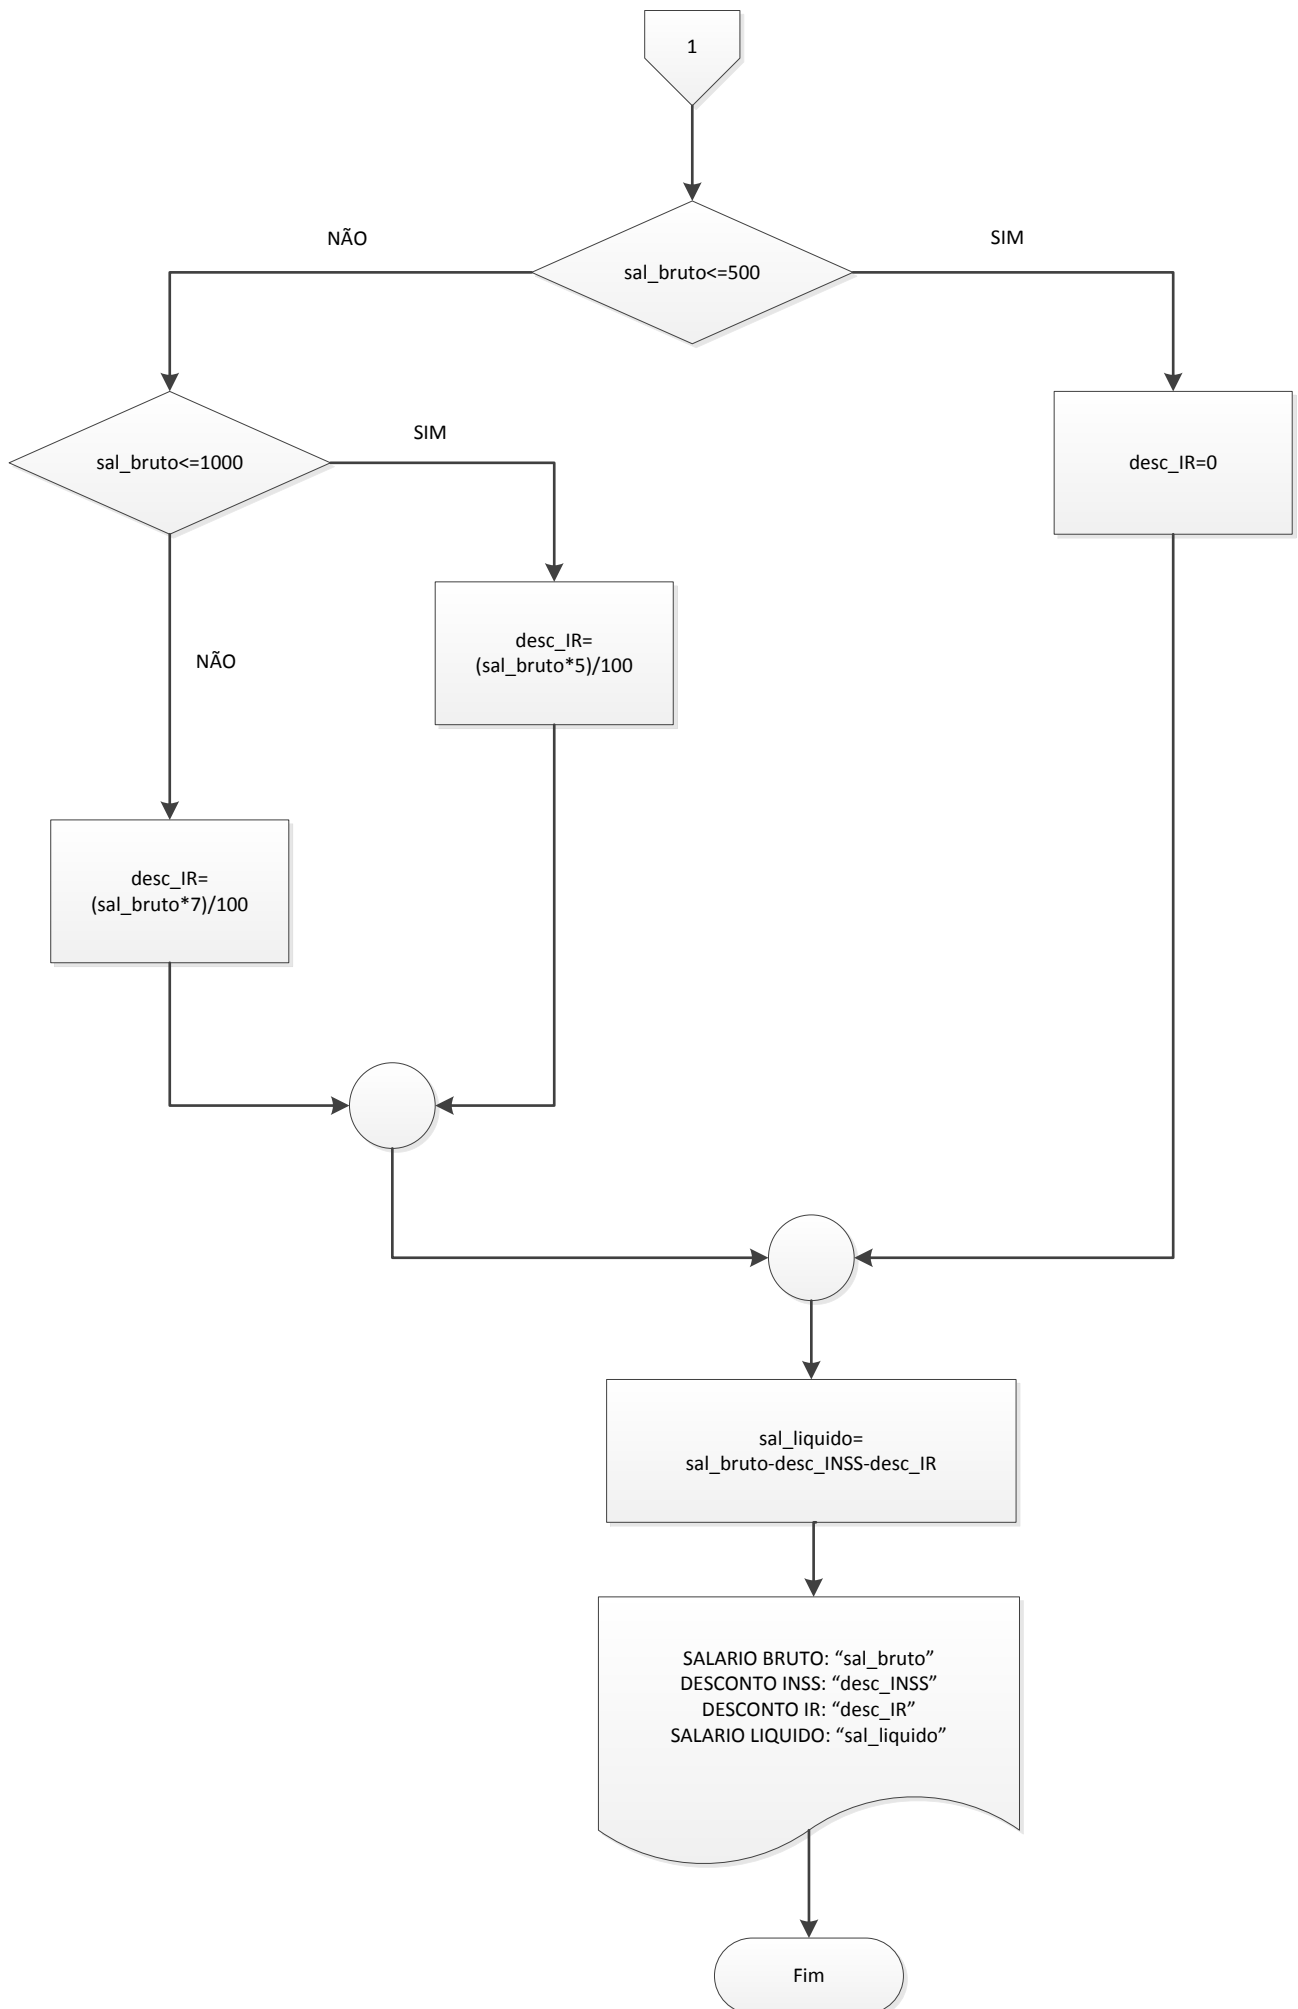 1
NÃO
SIM
sal_bruto<=500
sal_bruto<=1000
SIM
desc_IR=0
desc_IR=
(sal_bruto*5)/100
NÃO
desc_IR=
(sal_bruto*7)/100
sal_liquido=
sal_bruto-desc_INSS-desc_IR
SALARIO BRUTO: “sal_bruto”
DESCONTO INSS: “desc_INSS”
DESCONTO IR: “desc_IR”
SALARIO LIQUIDO: “sal_liquido”
Fim